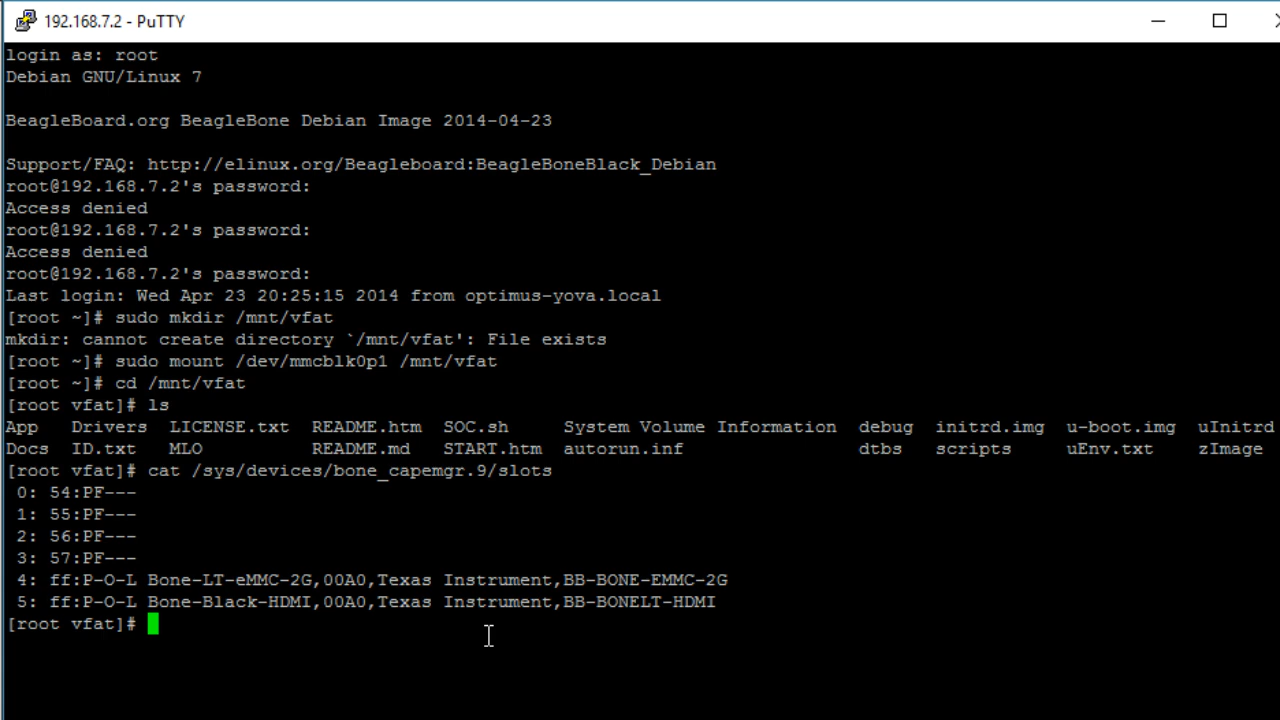 192.168.7.2 - PuTTY
login as: root
Debian GNU/Linux 7
BeagleBoard.org BeagleBone Debian Image 2014-04-23
Support/FAQ: http://elinux.org/Beagleboard:BeagleBoneBlack_Debian
root@192.168.7.2's password:
Access denied
root@192.168.7.2's password:
Access denied
root@192.168.7.2's password:
Last login: Wed Apr 23 20:25:15 2014 from optimus-yova.local
[root ~]# sudo mkdir /mnt/vfat
mkdir: cannot create directory `/mnt/vfat': File exists
[root ~]# sudo mount /dev/mmcblk0p1 /mnt/vfat
[root ~]# cd /mnt/vfat
[root vfat]# ls
App   Drivers  LICENSE.txt  README.htm  SOC.sh     System Volume Information  debug  initrd.img  u-boot.img  uInitrd
Docs  ID.txt   MLO          README.md   START.htm  autorun.inf                dtbs   scripts     uEnv.txt    zImage
[root vfat]# cat /sys/devices/bone_capemgr.9/slots
0: 54:PF---
1: 55:PF---
2: 56:PF---
3: 57:PF---
4: ff:P-O-L Bone-LT-eMMC-2G,00A0,Texas Instrument,BB-BONE-EMMC-2G
5: ff:P-O-L Bone-Black-HDMI,00A0,Texas Instrument,BB-BONELT-HDMI
[root vfat]#